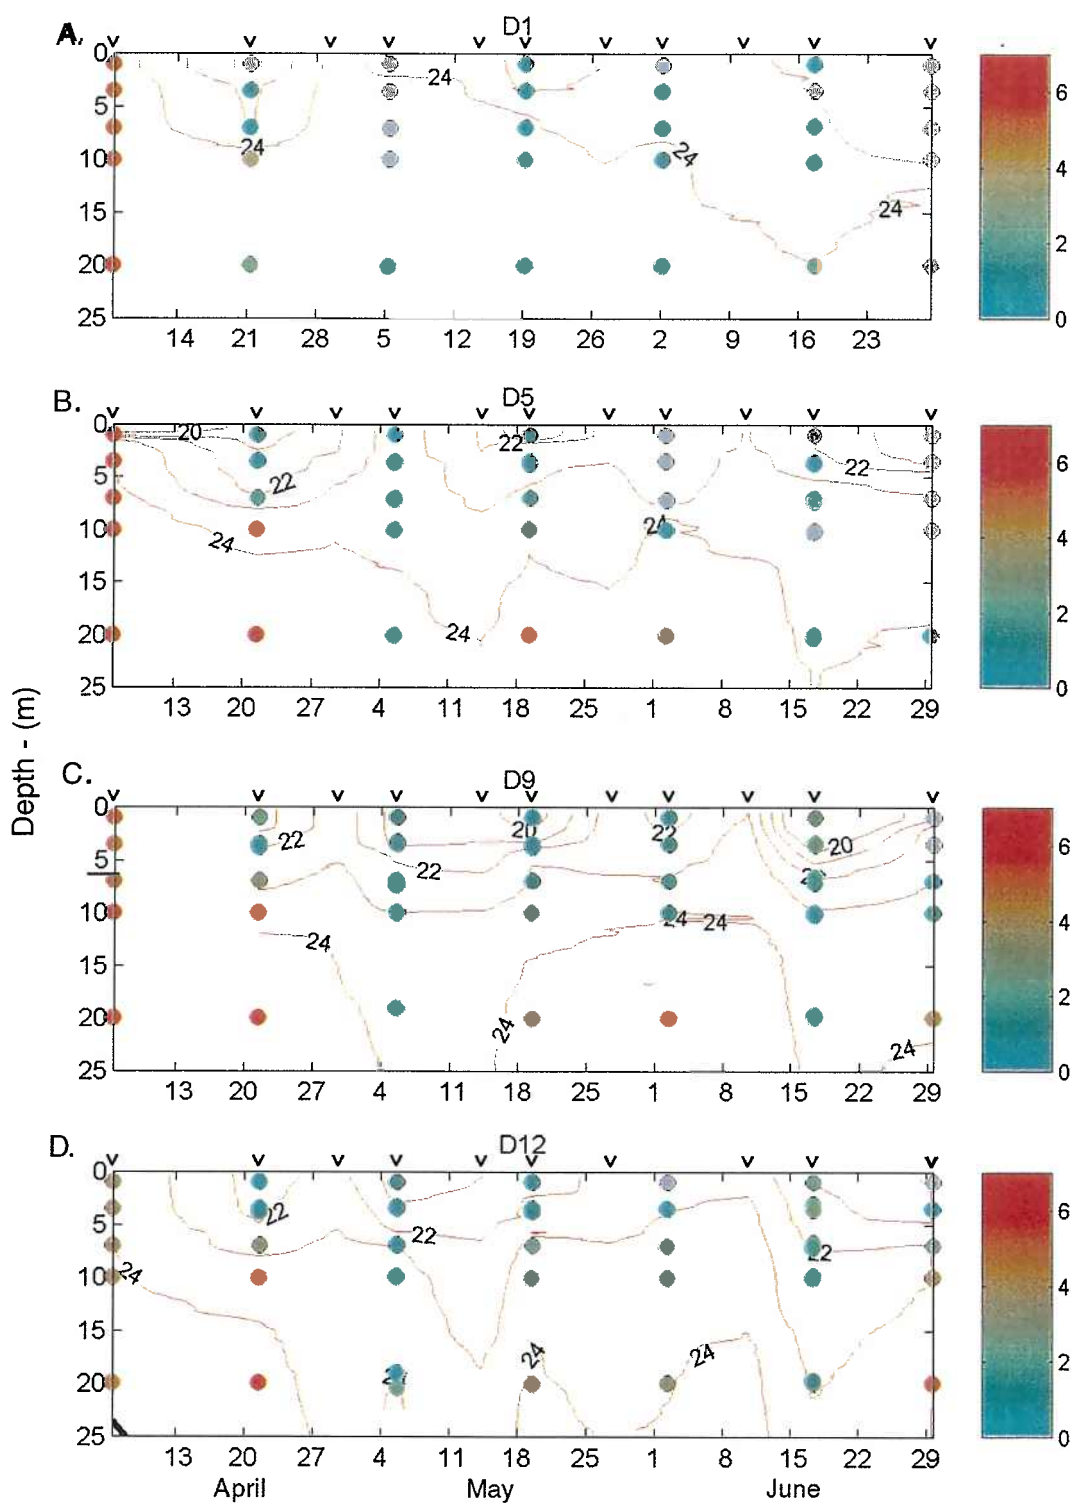 A. D1
v v v v v v v v v v v
0 5 10 15 20 25
24 24 24 24 24
14 21 28 5 12 19 26 2 9 16 23
6 4 2 0
B. D5
v v v v v v v v v v v
0 5 10 15 20 25
20 22 24 24 22 24 22
13 20 27 4 11 18 25 1 8 15 22 29
6 4 2 0
Depth - (m)
C. D9
v v v v v v v v v v v
0 5 10 15 20 25
22 24 22 20 24 22 24 24 20 24
13 20 27 4 11 18 25 1 8 15 22 29
6 4 2 0
D. D12
v v v v v v v v v v
0 5 10 15 20 25
24 22 22 24 24 22
13 20 27 4 11 18 25 1 8 15 22 29
6 4 2 0
April May June